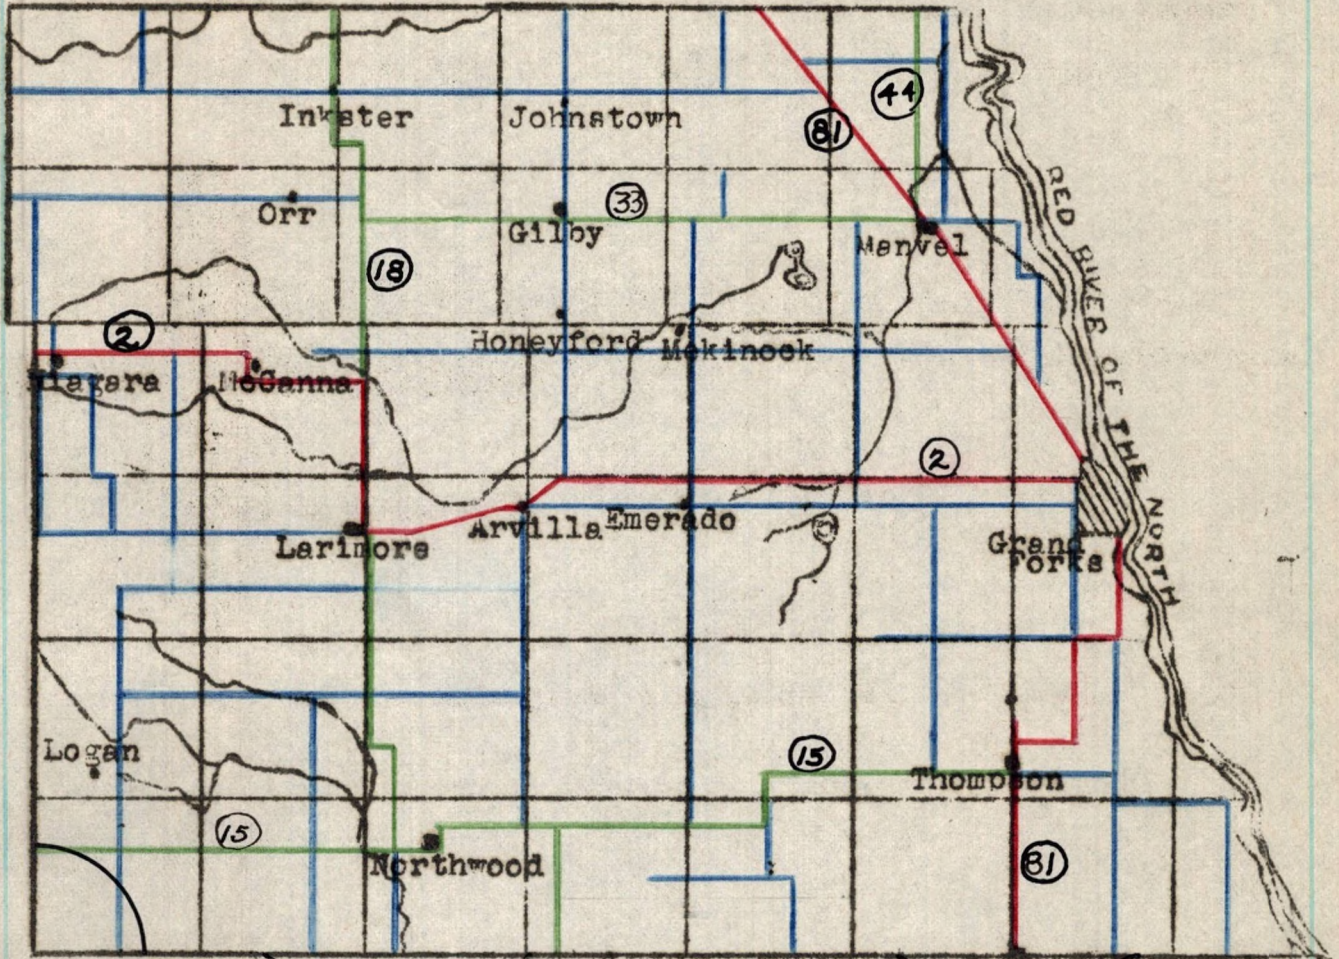 44
81
Inkster
Johnstown
33
Orr
Gilby
Manvel
RED RIVER OF THE NORTH
18
2
Honeyford
Mekinock
Niagara
McCanna
2
Arvilla
Emerado
Larimore
Grand
Forks
Logan
15
Thompson
15
Northwood
81